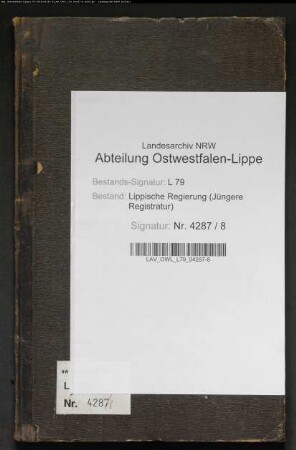 Landesarchiv NRW
Abteilung Ostwestfalen-Lippe
Bestands-Signatur: L 79
Bestand: Lippische Regierung (Jüngere
Registratur)
Signatur: Nr. 4287 / 8
LAV_OWL_L79_04287-8
L
Nr. 4287/